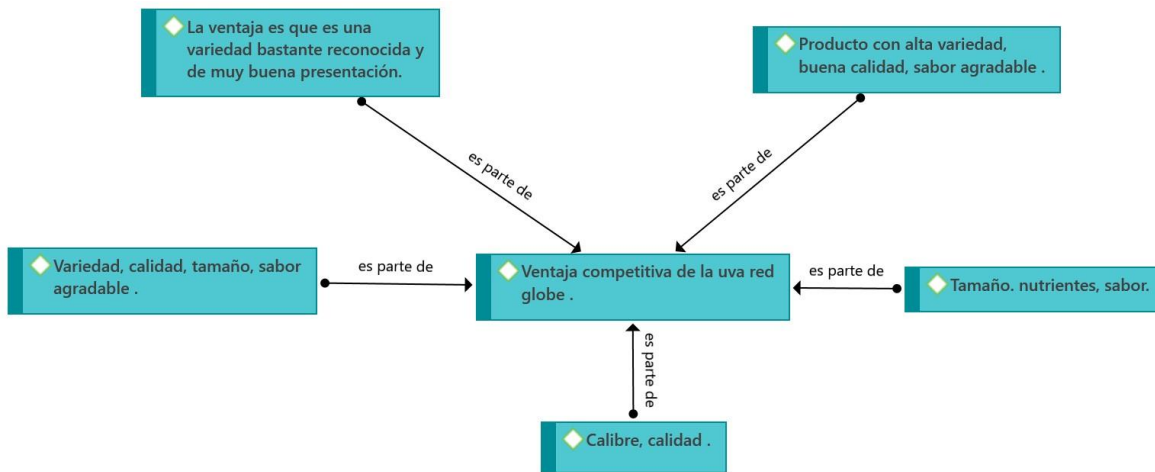 La ventaja es que es una
variedad bastante reconocida y
de muy buena presentación.
Producto con alta variedad,
buena calidad, sabor agradable .
es parte de
es parte de
Variedad, calidad, tamaño, sabor
agradable .
es parte de
Ventaja competitiva de la uva red
globe .
es parte de
Tamaño. nutrientes, sabor.
es parte de
Calibre, calidad .